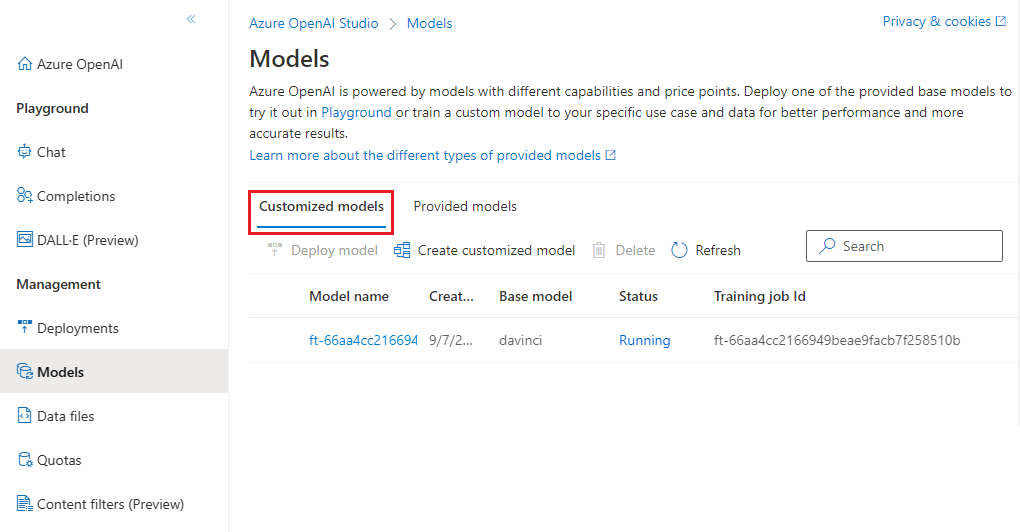 Azure OpenAI
Playground
Chat
Completions
DALL·E (Preview)
Management
Deployments
Models
Data files
Quotas
Content filters (Preview)
Azure OpenAI Studio > Models
Privacy & cookies
Models
Azure OpenAI is powered by models with different capabilities and price points. Deploy one of the provided base models to
try it out in Playground or train a custom model to your specific use case and data for better performance and more
accurate results.
Learn more about the different types of provided models
Customized models Provided models
Deploy model Create customized model Delete Refresh Search
Model name Creat... Base model Status Training job Id
ft-66aa4cc216694 9/7/2... davinci Running ft-66aa4cc2166949beae9facb7f258510b